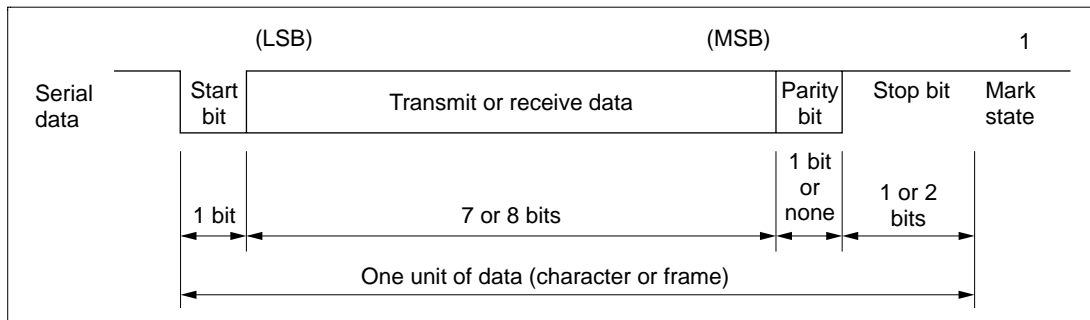 (LSB) (MSB) 1
Serial data
Start bit
Transmit or receive data
Parity bit
Stop bit
Mark state
1 bit
7 or 8 bits
1 bit or none
1 or 2 bits
One unit of data (character or frame)